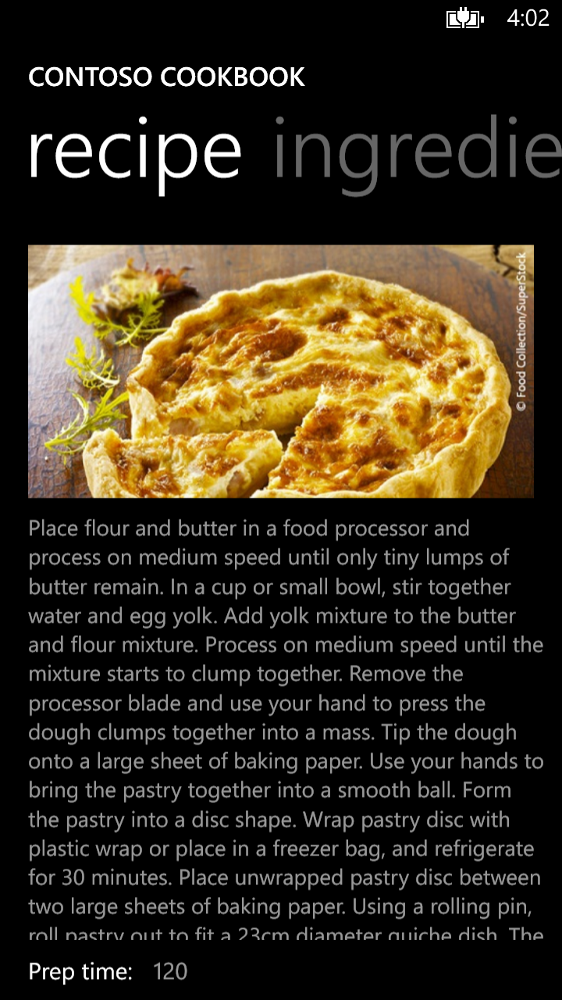 4:02
CONTOSO COOKBOOK
recipe ingredie
© Food Collection/SuperStock
Place flour and butter in a food processor and
process on medium speed until only tiny lumps of
butter remain. In a cup or small bowl, stir together
water and egg yolk. Add yolk mixture to the butter
and flour mixture. Process on medium speed until the
mixture starts to clump together. Remove the
processor blade and use your hand to press the
dough clumps together into a mass. Tip the dough
onto a large sheet of baking paper. Use your hands to
bring the pastry together into a smooth ball. Form
the pastry into a disc shape. Wrap pastry disc with
plastic wrap or place in a freezer bag, and refrigerate
for 30 minutes. Place unwrapped pastry disc between
two large sheets of baking paper. Using a rolling pin,
roll pastry out to fit a 23cm diameter quiche dish. The
Prep time: 120